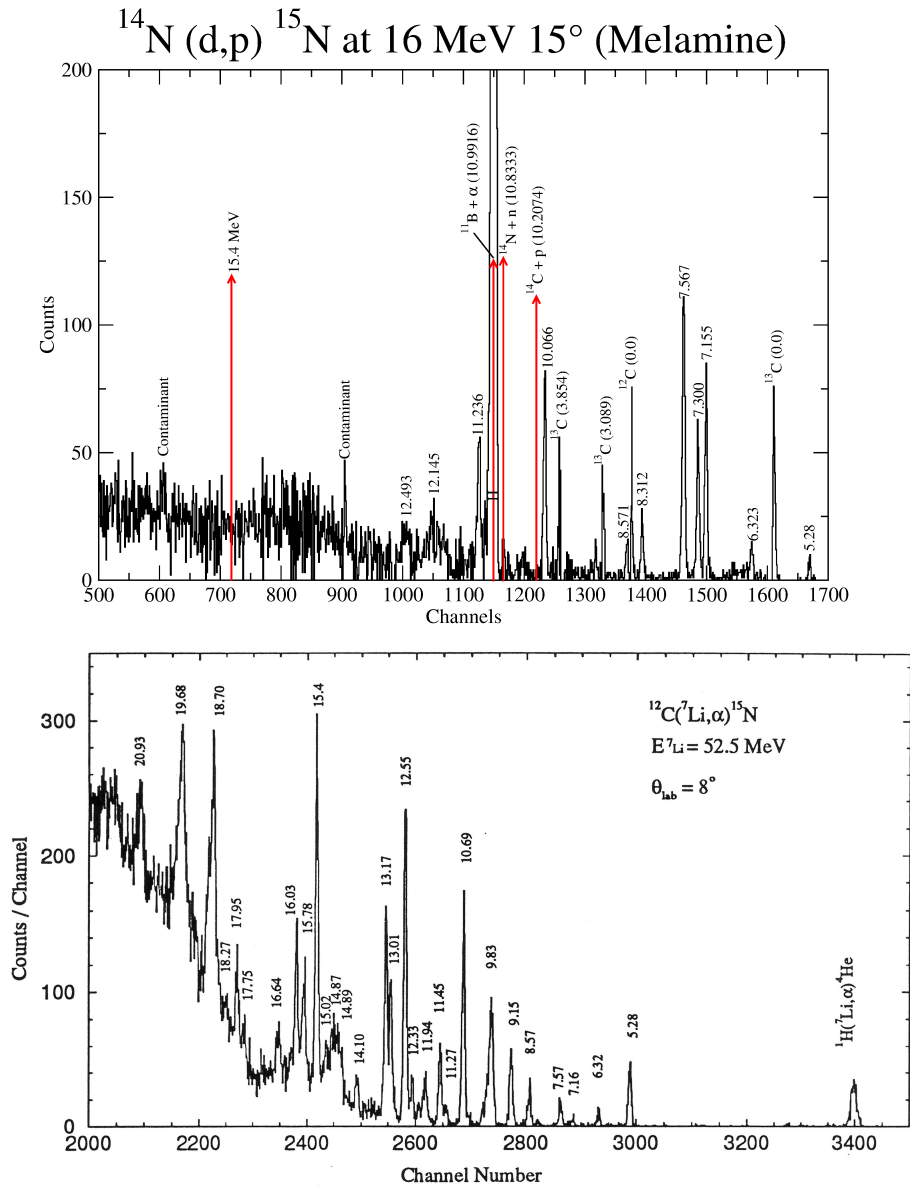 ¹⁴N (d,p) ¹⁵N at 16 MeV 15° (Melamine)
200
150
100
50
0
Counts
Contaminant
15.4 MeV
Contaminant
12.493
12.145
11.236
¹¹B + α (10.9916)
¹⁴N + n (10.8333)
¹⁴C + p (10.2074)
10.066
¹³C (3.854)
¹³C (3.089)
8.571
¹²C (0.0)
8.312
7.567
7.300
7.155
6.323
¹³C (0.0)
5.28
500 600 700 800 900 1000 1100 1200 1300 1400 1500 1600 1700
Channels
300
200
100
0
Counts / Channel
20.93
19.68
18.70
18.27
17.95
17.75
16.64
16.03
15.78
15.4
15.02
14.87
14.89
14.10
13.17
13.01
12.55
12.33
11.94
11.45
11.27
10.69
9.83
9.15
8.57
7.57
7.16
6.32
5.28
¹H(⁷Li,α)⁴He
¹²C(⁷Li,α)¹⁵N
E⁷Li = 52.5 MeV
θlab = 8°
2000 2200 2400 2600 2800 3000 3200 3400
Channel Number